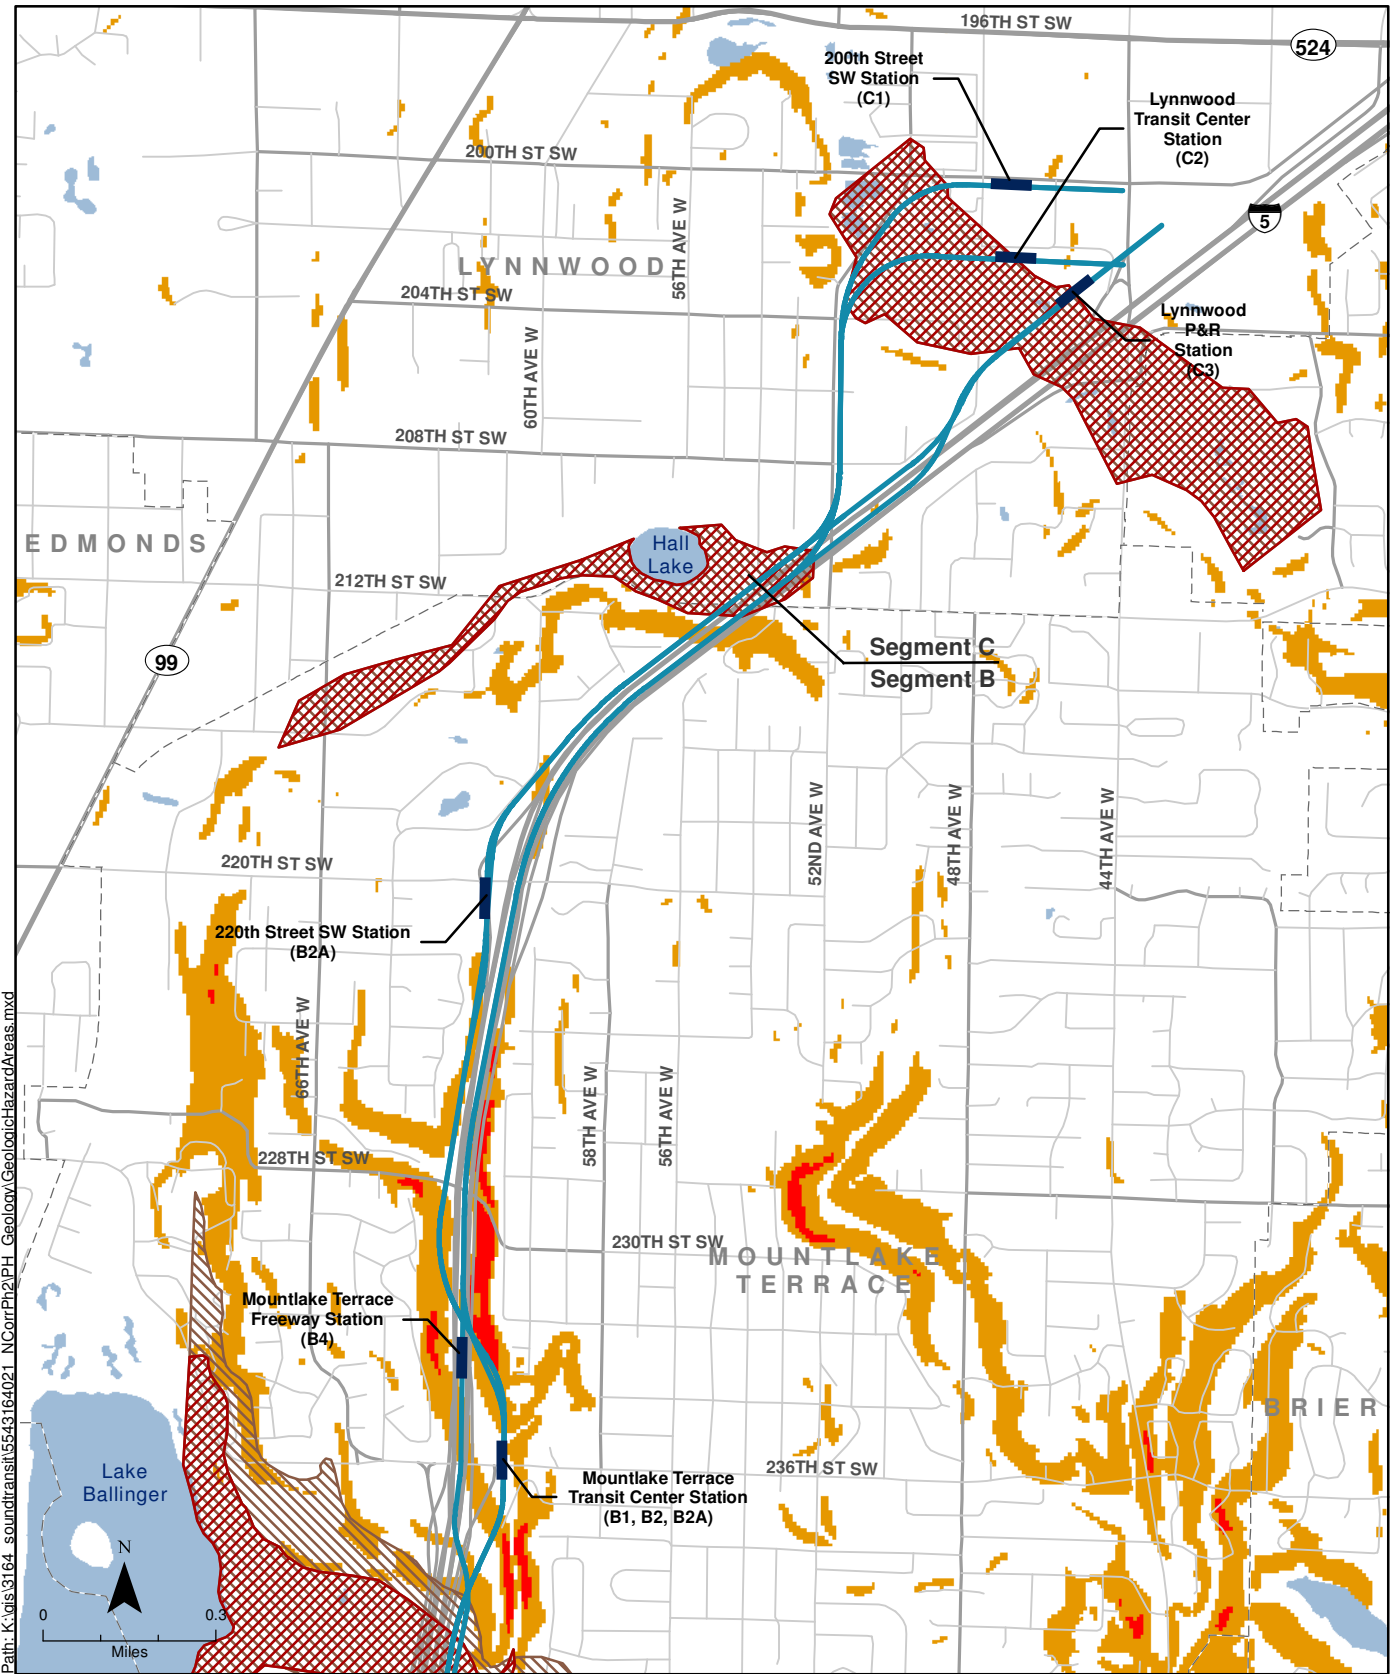 196TH ST SW
524
200th Street
SW Station
(C1)
Lynnwood
Transit Center
Station
(C2)
200TH ST SW
56TH AVE W
5
LYNNWOOD
204TH ST SW
Lynnwood
P&R
Station
(C3)
60TH AVE W
208TH ST SW
EDMONDS
Hall
Lake
212TH ST SW
99
Segment C
Segment B
52ND AVE W
48TH AVE W
44TH AVE W
220TH ST SW
220th Street SW Station
(B2A)
66TH AVE W
58TH AVE W
56TH AVE W
228TH ST SW
230TH ST SW
MOUNTLAKE
TERRACE
Mountlake Terrace
Freeway Station
(B4)
BRIER
236TH ST SW
Lake
Ballinger
Mountlake Terrace
Transit Center Station
(B1, B2, B2A)
N
0 0.3
Miles
Path: K:\gis\3164_soundtransit\5543164021_NCorrPh2\PH_Geology\GeologicHazardAreas.mxd